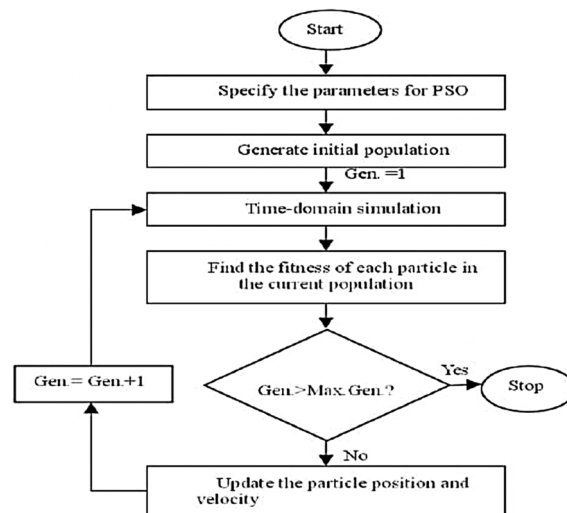 Start
Specify the parameters for PSO
Generate initial population
Gen. =1
Time-domain simulation
Find the fitness of each particle in
the current population
Gen.>Max.Gen.?
Yes
Stop
No
Update the particle position and
velocity
Gen.= Gen.+1